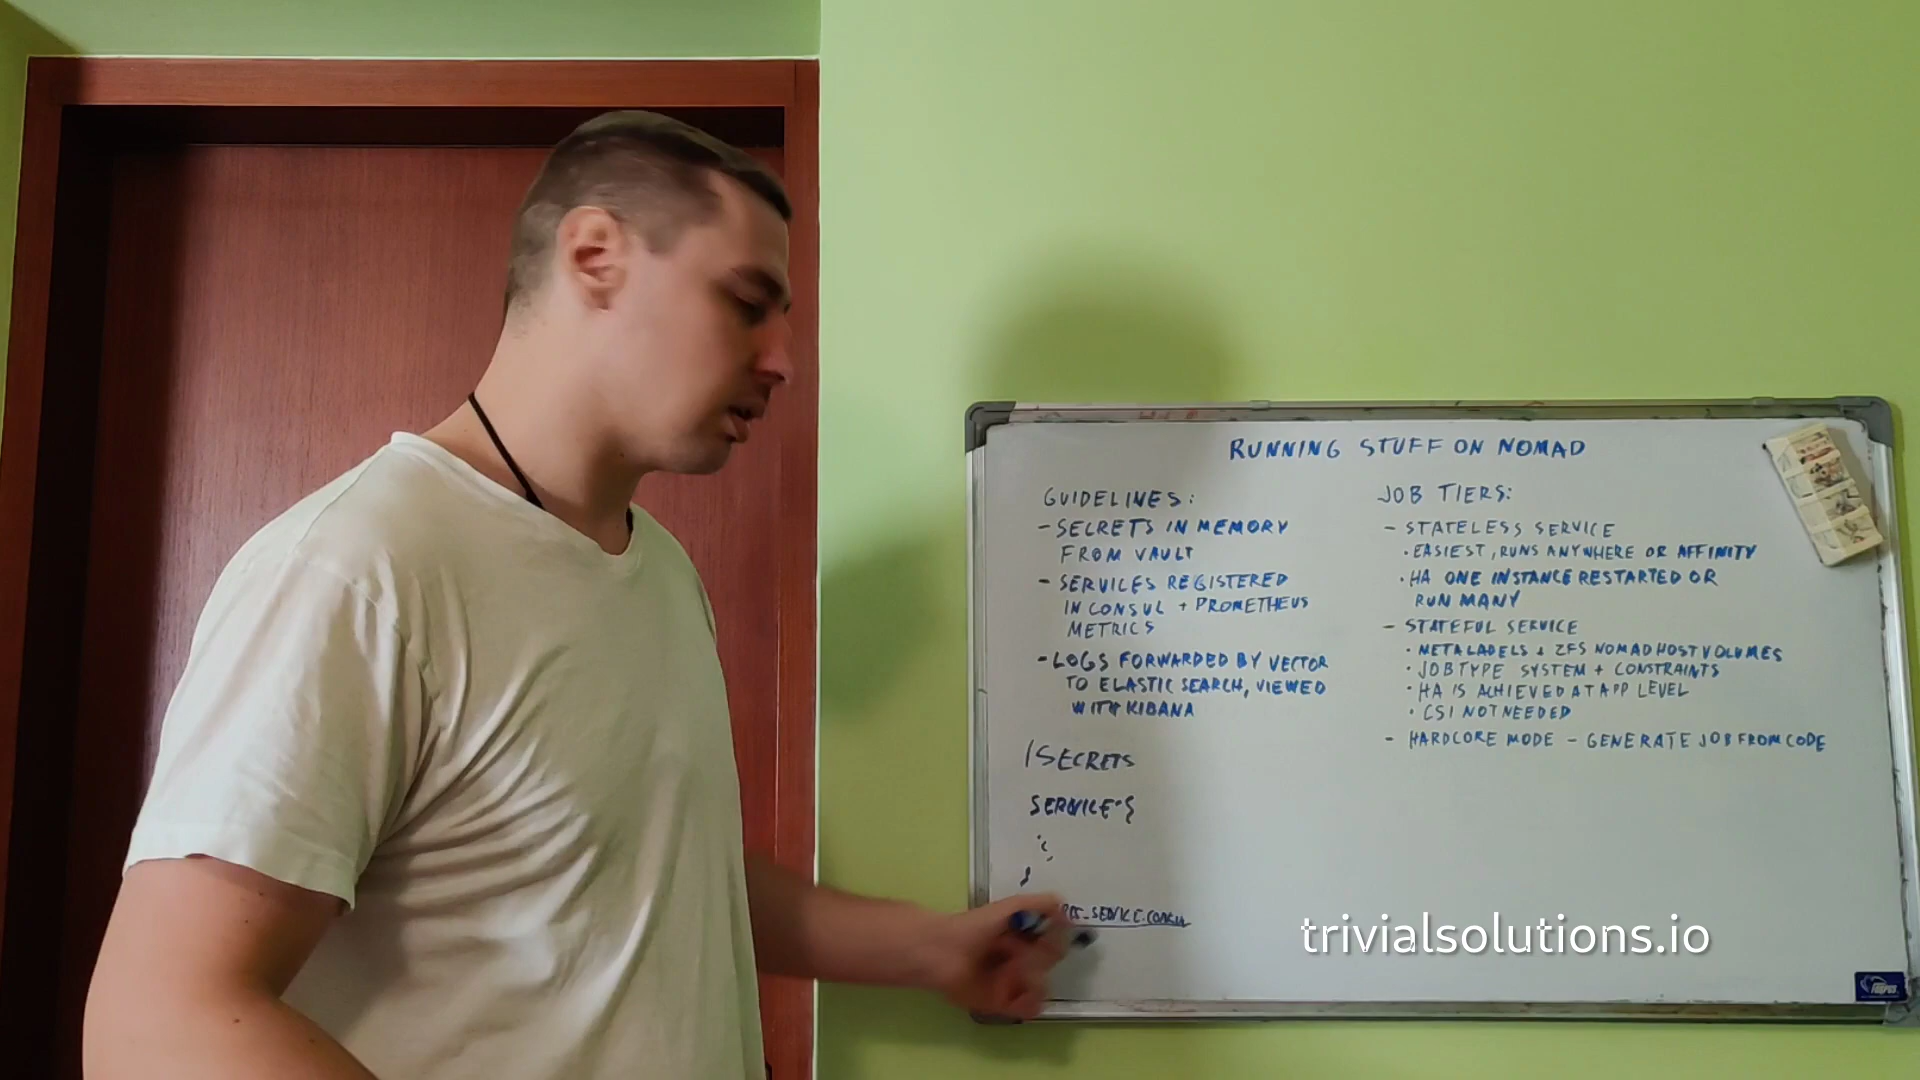 RUNNING STUFF ON NOMAD
GUIDELINES:
- SECRETS IN MEMORY
FROM VAULT
- SERVICES REGISTERED
IN CONSUL + PROMETHEUS
METRICS
- LOGS FORWARDED BY VECTOR
TO ELASTIC SEARCH, VIEWED
WITH KIBANA
/SECRETS
SERVICE {
}
JOB TIERS:
- STATELESS SERVICE
· EASIEST, RUNS ANYWHERE OR AFFINITY
· HA ONE INSTANCE RESTARTED OR
RUN MANY
- STATEFUL SERVICE
· META LABELS + ZFS NOMAD HOST VOLUMES
· JOB TYPE SYSTEM + CONSTRAINTS
· HA IS ACHIEVED AT APP LEVEL
· CSI NOT NEEDED
- HARDCORE MODE - GENERATE JOB FROM CODE
trivialsolutions.io